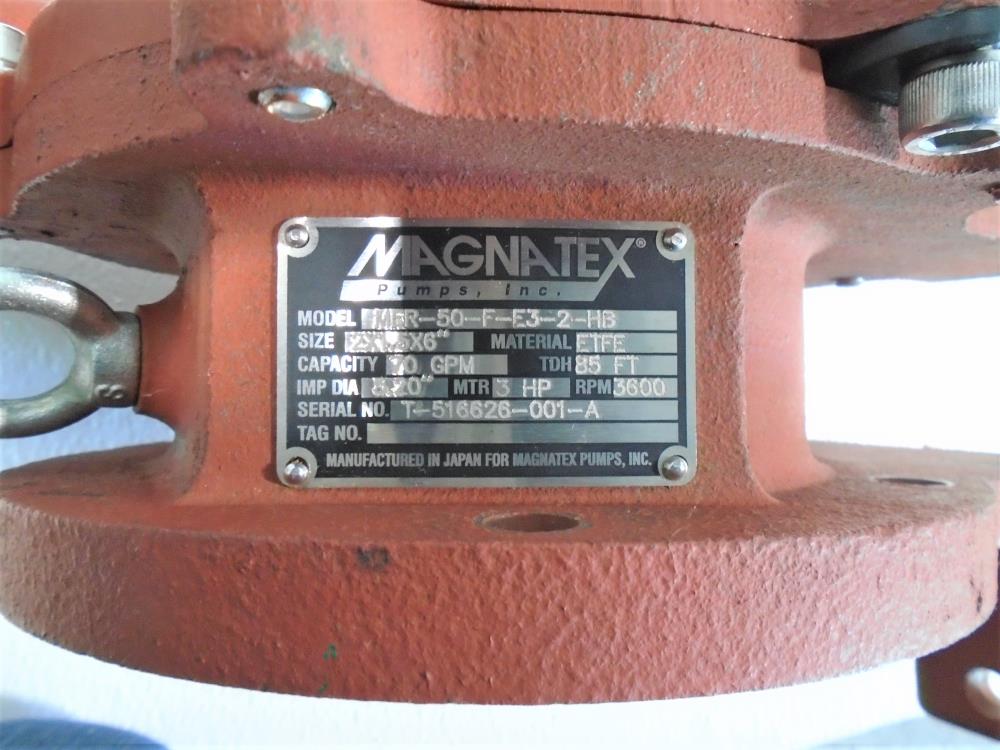 MAGNATEX®
Pumps, Inc.
MODEL -50-F-E3-2-HB
SIZE MATERIAL ETFE
CAPACITY GPM TDH 85 FT
IMP DIA MTR 3 HP RPM 3600
SERIAL NO. T-516626-001-A
TAG NO.
MANUFACTURED IN JAPAN FOR MAGNATEX PUMPS, INC.